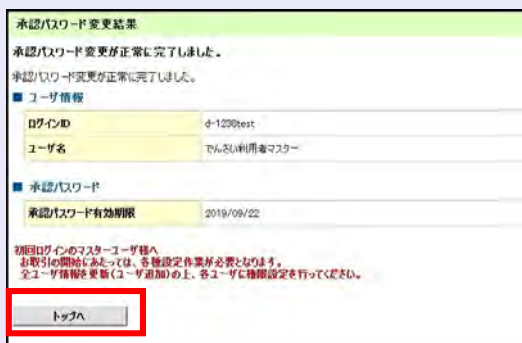 承認パスワード変更結果
承認パスワード変更が正常に完了しました。
承認パスワード変更が正常に完了しました。
■ ユーザ情報
ログインID d-1230test
ユーザ名 でんさい利用者マスター
■ 承認パスワード
承認パスワード有効期限 2019/09/22
初回ログインのマスターユーザ様へ
お取引の開始にあたっては、各種設定作業が必要となります。
全ユーザ情報を更新(ユーザ追加)の上、各ユーザに権限設定を行ってください。
トップへ